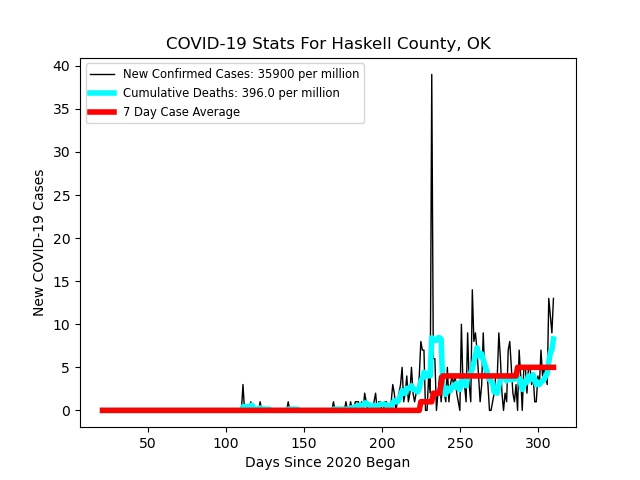 COVID-19 Stats For Haskell County, OK
New Confirmed Cases: 35900 per million
Cumulative Deaths: 396.0 per million
7 Day Case Average
40
35
30
25
20
15
10
5
0
New COVID-19 Cases
50 100 150 200 250 300
Days Since 2020 Began